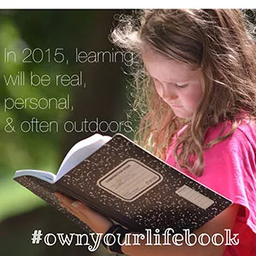 In 2015, learning
will be real,
personal,
& often outdoors.
#ownyourlifebook